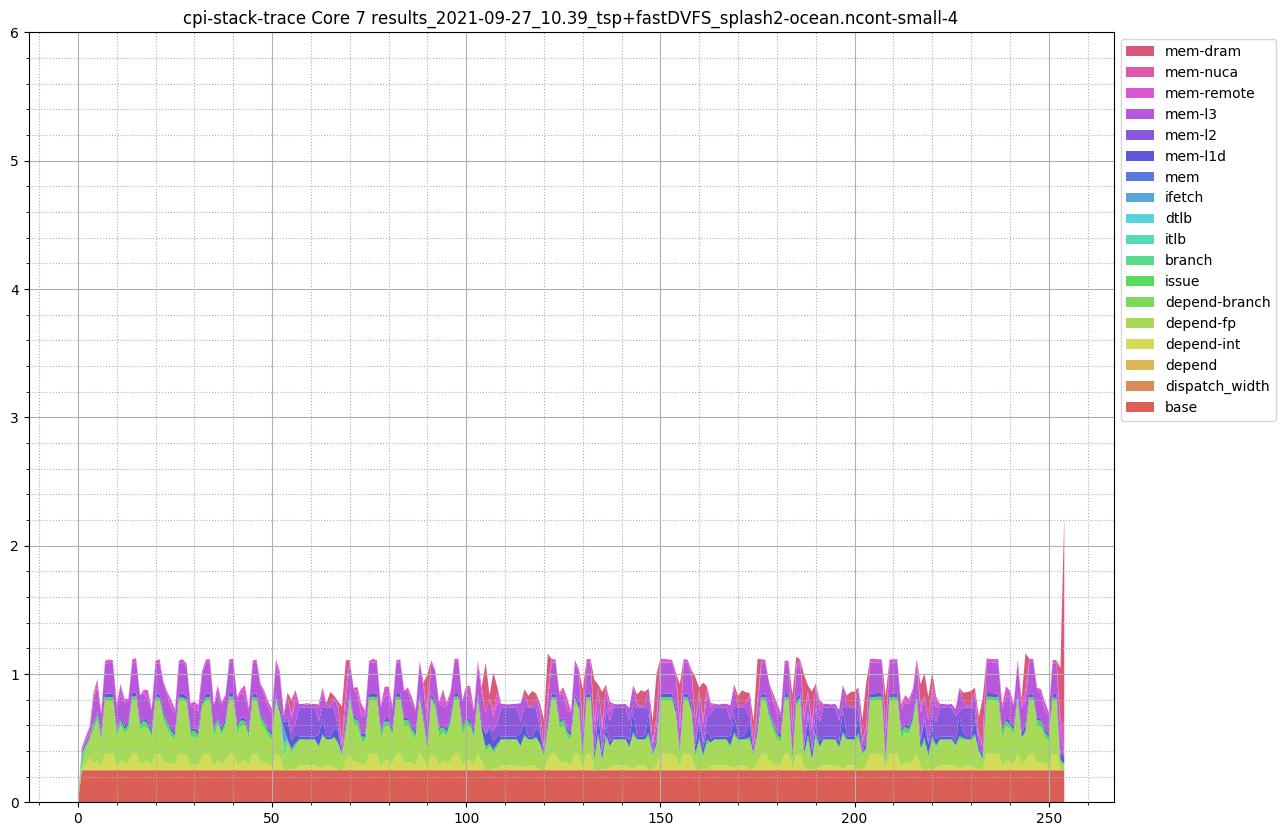 cpi-stack-trace Core 7 results_2021-09-27_10.39_tsp+fastDVFS_splash2-ocean.ncont-small-4
6
5
4
3
2
1
0
0
50
100
150
200
250
mem-dram
mem-nuca
mem-remote
mem-l3
mem-l2
mem-l1d
mem
ifetch
dtlb
itlb
branch
issue
depend-branch
depend-fp
depend-int
depend
dispatch_width
base